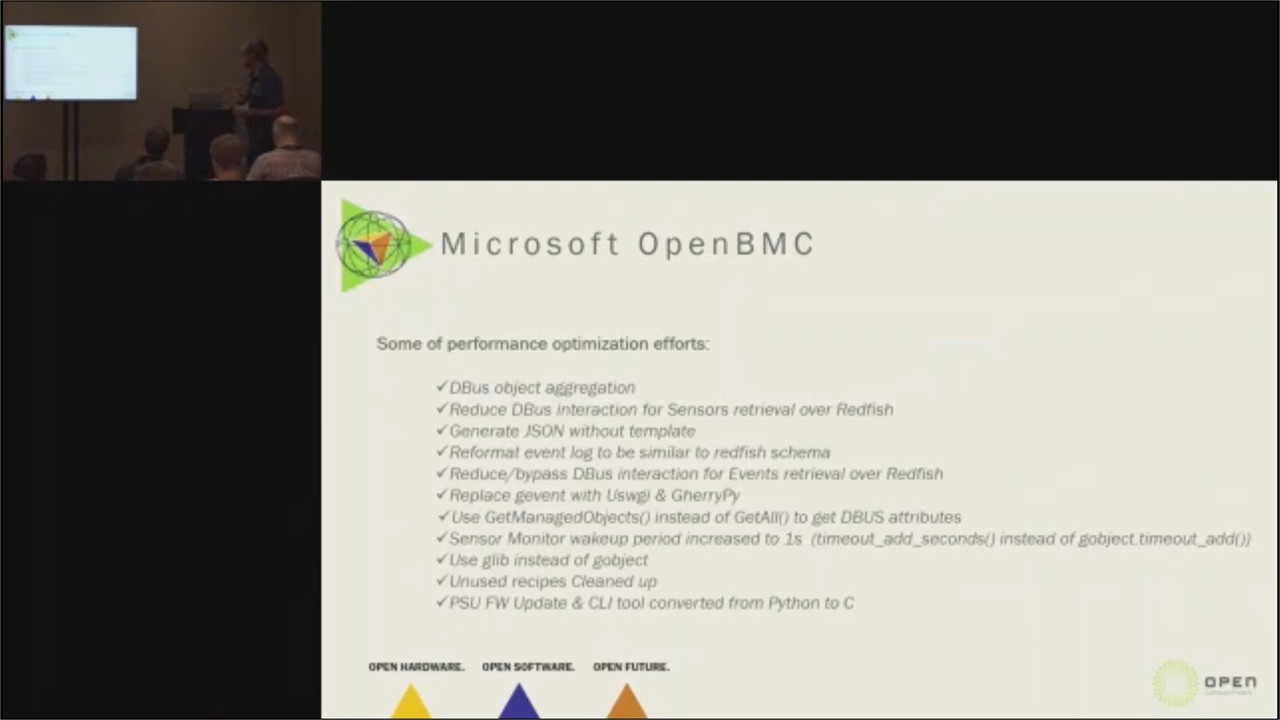 Microsoft OpenBMC
Some of performance optimization efforts:
✓DBus object aggregation
✓Reduce DBus interaction for Sensors retrieval over Redfish
✓Generate JSON without template
✓Reformat event log to be similar to redfish schema
✓Reduce/bypass DBus interaction for Events retrieval over Redfish
✓Replace gevent with Uswgi & GherryPy
✓Use GetManagedObjects() instead of GetAll() to get DBUS attributes
✓Sensor Monitor wakeup period increased to 1s (timeout_add_seconds() instead of gobject.timeout_add())
✓Use glib instead of gobject
✓Unused recipes Cleaned up
✓PSU FW Update & CLI tool converted from Python to C
OPEN HARDWARE. OPEN SOFTWARE. OPEN FUTURE.
OPEN